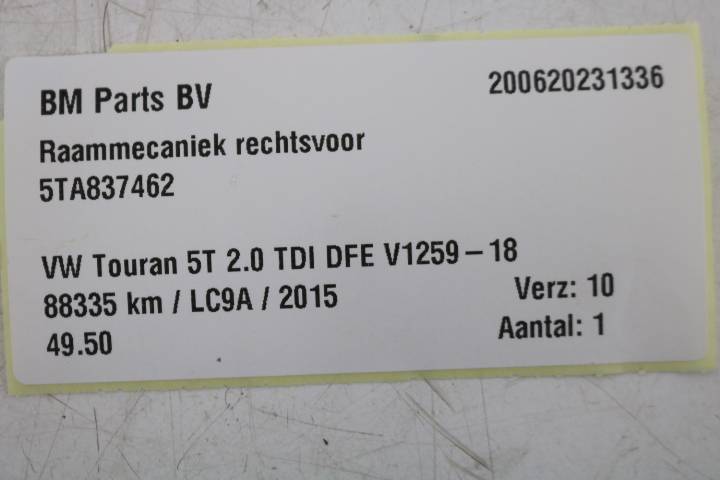 BM Parts BV 200620231336
Raammecaniek rechtsvoor
5TA837462
VW Touran 5T 2.0 TDI DFE V1259-18
88335 km / LC9A / 2015 Verz: 10
49.50 Aantal: 1